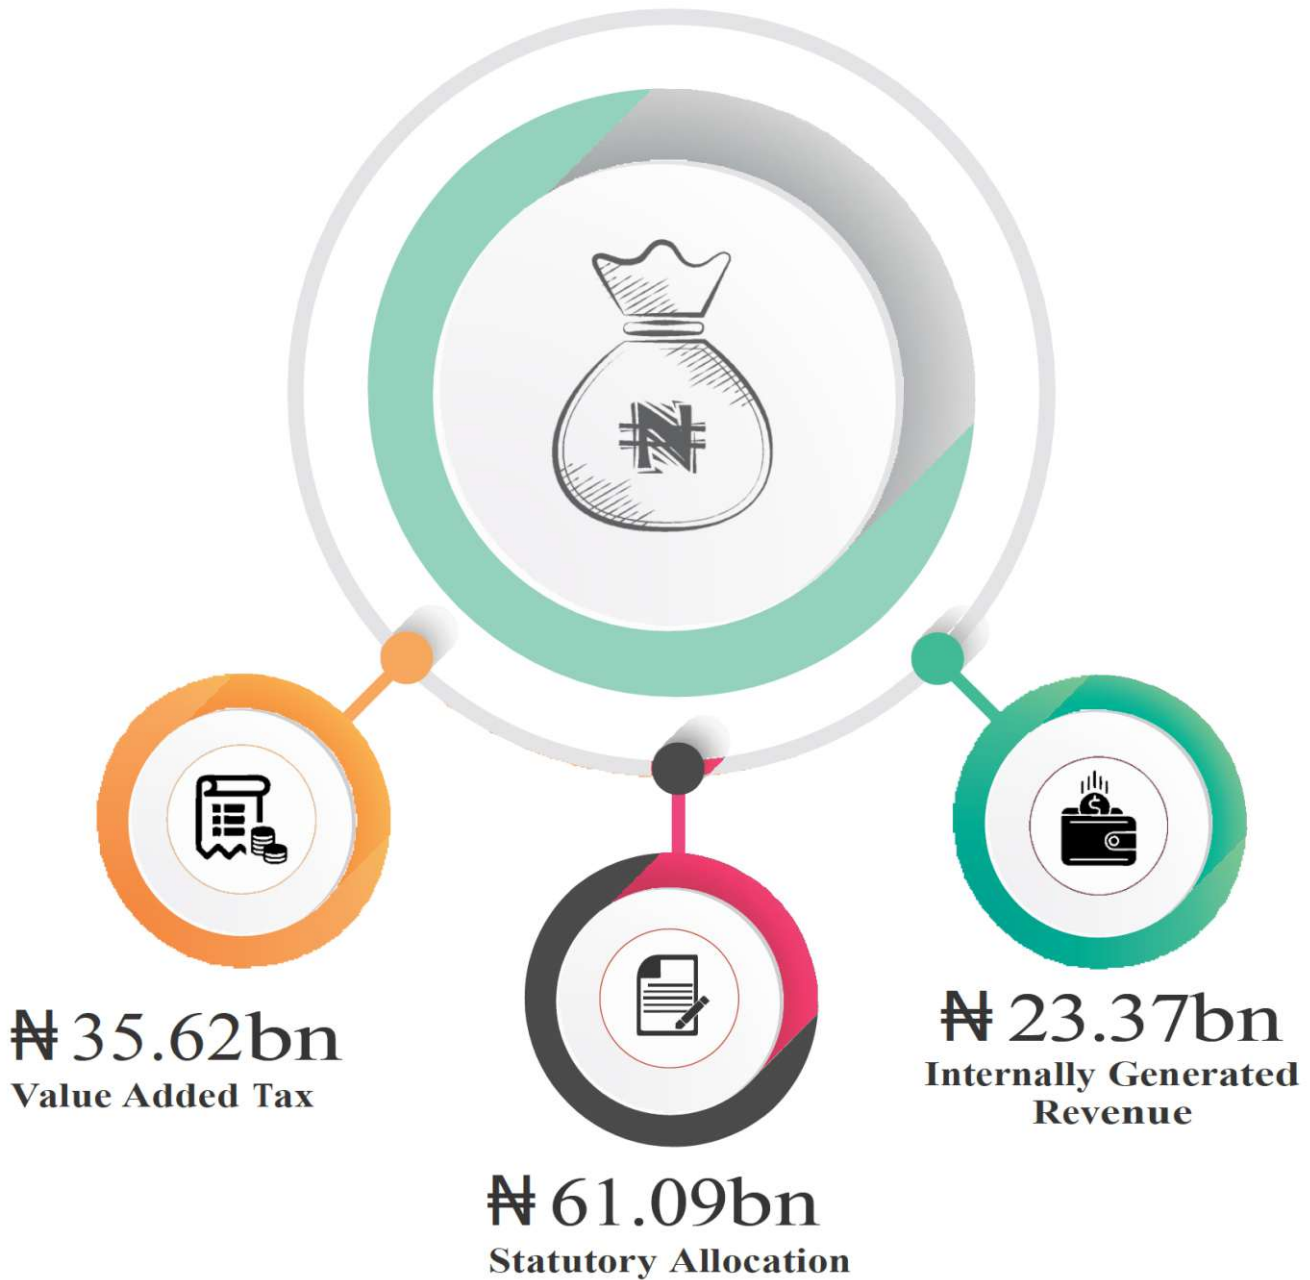 ₦
₦ 35.62bn
Value Added Tax
₦ 23.37bn
Internally Generated
Revenue
₦ 61.09bn
Statutory Allocation